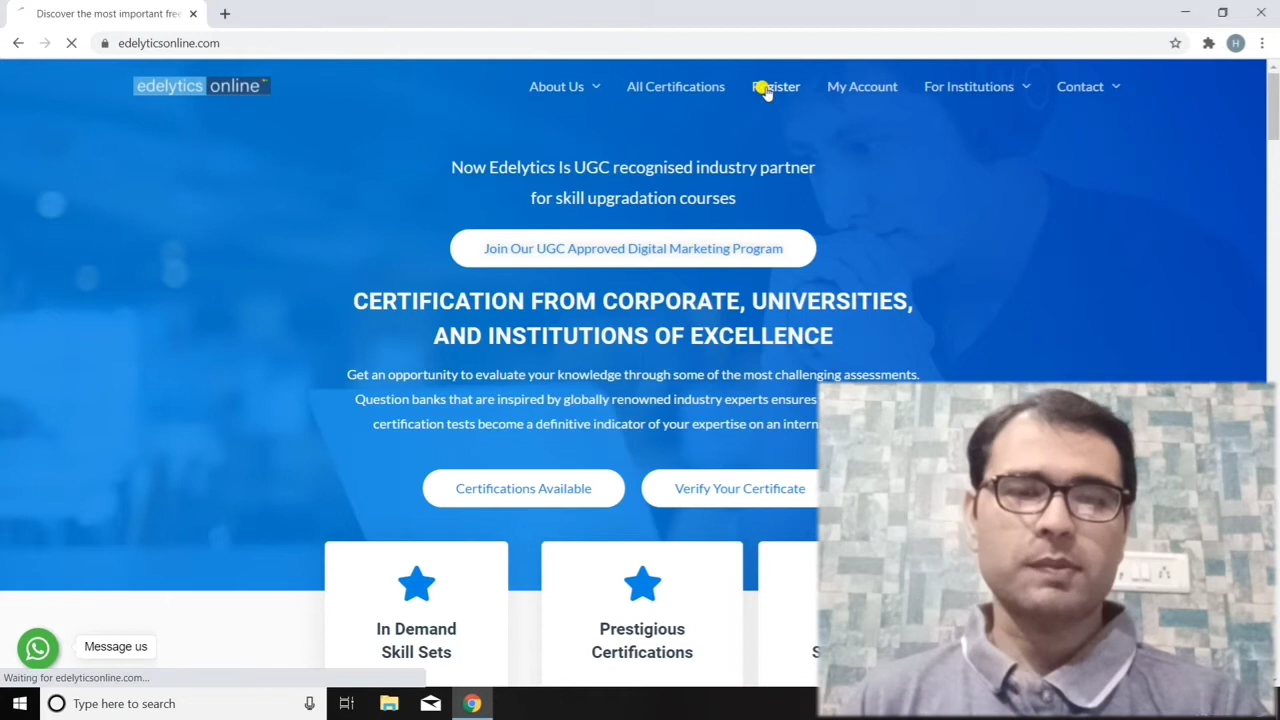 Discover the most important free
edelyticsonline.com
H
edelytics online
About Us
All Certifications
Register
My Account
For Institutions
Contact
Now Edelytics Is UGC recognised industry partner
for skill upgradation courses
Join Our UGC Approved Digital Marketing Program
CERTIFICATION FROM CORPORATE, UNIVERSITIES,
AND INSTITUTIONS OF EXCELLENCE
Get an opportunity to evaluate your knowledge through some of the most challenging assessments.
Question banks that are inspired by globally renowned industry experts ensures
certification tests become a definitive indicator of your expertise on an
Certifications Available
Verify Your Certificate
In Demand
Skill Sets
Prestigious
Certifications
S
Message us
Waiting for edelyticsonline.com...
Type here to search